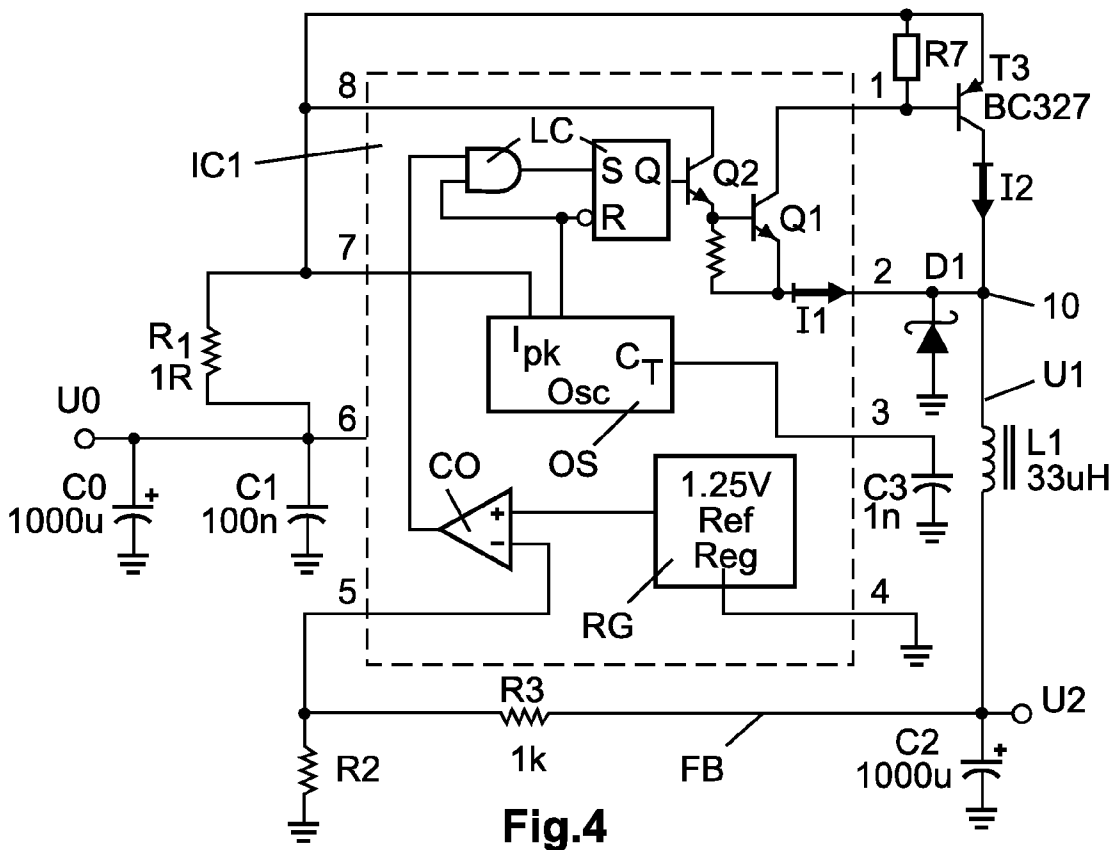 R7
T3
BC327
8
1
LC
IC1
S Q
R
Q2
Q1
I2
7
2
D1
10
I1
R1
1R
Ipk
CT
Osc
U1
U0
6
3
OS
L1
33uH
CO
C0
1000u
C1
100n
1.25V
Ref
Reg
C3
1n
+
+
-
5
RG
4
R3
1k
FB
U2
R2
C2
1000u
+
Fig.4